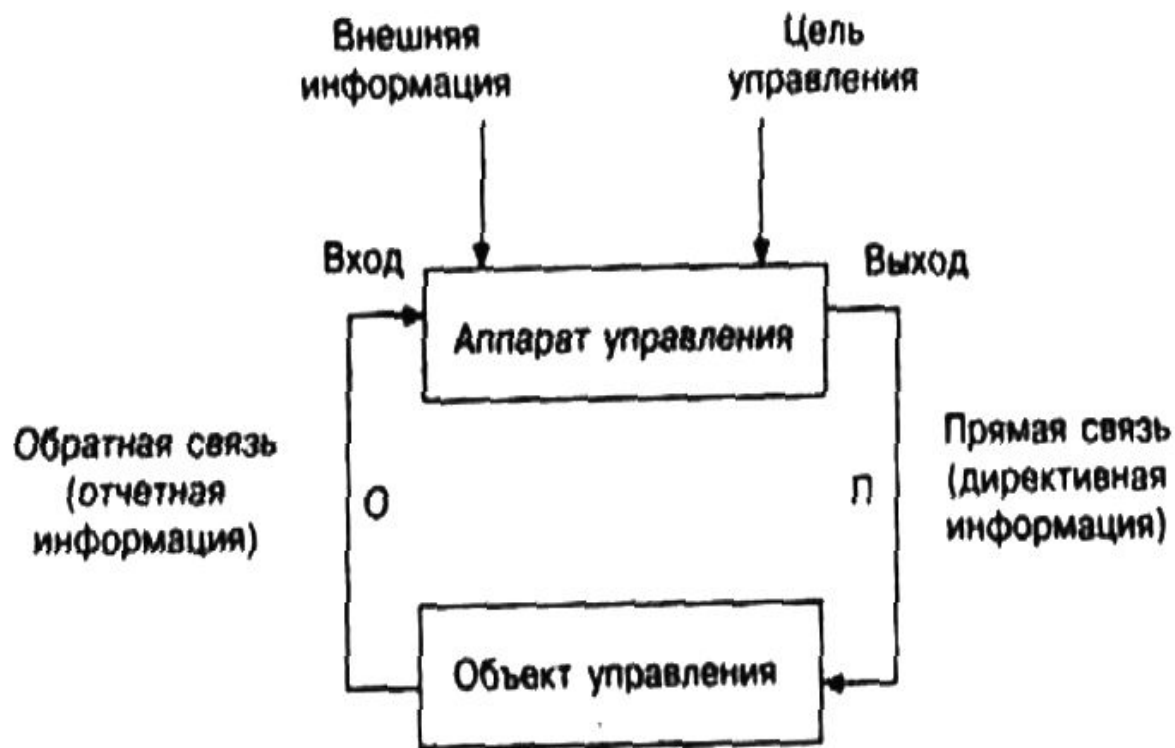 Внешняя
информация
Цель
управления
Вход
Выход
Аппарат управления
Обратная связь
(отчетная
информация)
О
П
Прямая связь
(директивная
информация)
Объект управления